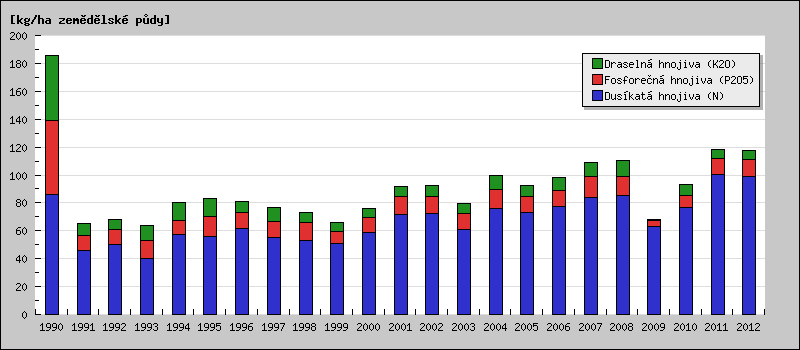 [kg/ha zemědělské půdy]
200
180
160
140
120
100
80
60
40
20
0
Draselná hnojiva (K2O)
Fosforečná hnojiva (P2O5)
Dusíkatá hnojiva (N)
1990 1991 1992 1993 1994 1995 1996 1997 1998 1999 2000 2001 2002 2003 2004 2005 2006 2007 2008 2009 2010 2011 2012